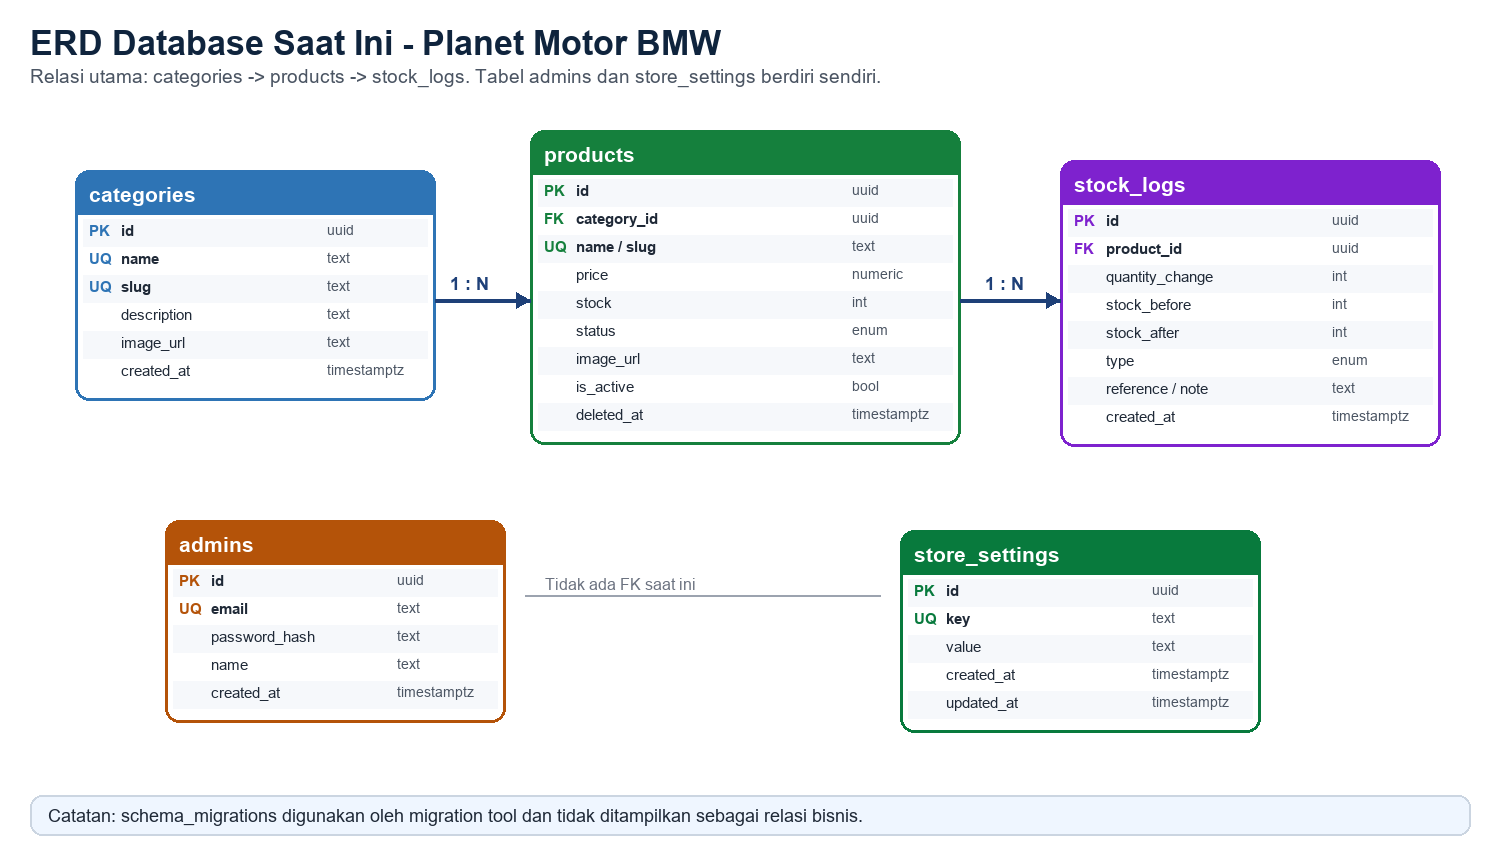 ERD Database Saat Ini - Planet Motor BMW
Relasi utama: categories -> products -> stock_logs. Tabel admins dan store_settings berdiri sendiri.
categories
PK id uuid
UQ name text
UQ slug text
description text
image_url text
created_at timestamptz
1 : N
products
PK id uuid
FK category_id uuid
UQ name / slug text
price numeric
stock int
status enum
image_url text
is_active bool
deleted_at timestamptz
1 : N
stock_logs
PK id uuid
FK product_id uuid
quantity_change int
stock_before int
stock_after int
type enum
reference / note text
created_at timestamptz
admins
PK id uuid
UQ email text
password_hash text
name text
created_at timestamptz
Tidak ada FK saat ini
store_settings
PK id uuid
UQ key text
value text
created_at timestamptz
updated_at timestamptz
Catatan: schema_migrations digunakan oleh migration tool dan tidak ditampilkan sebagai relasi bisnis.